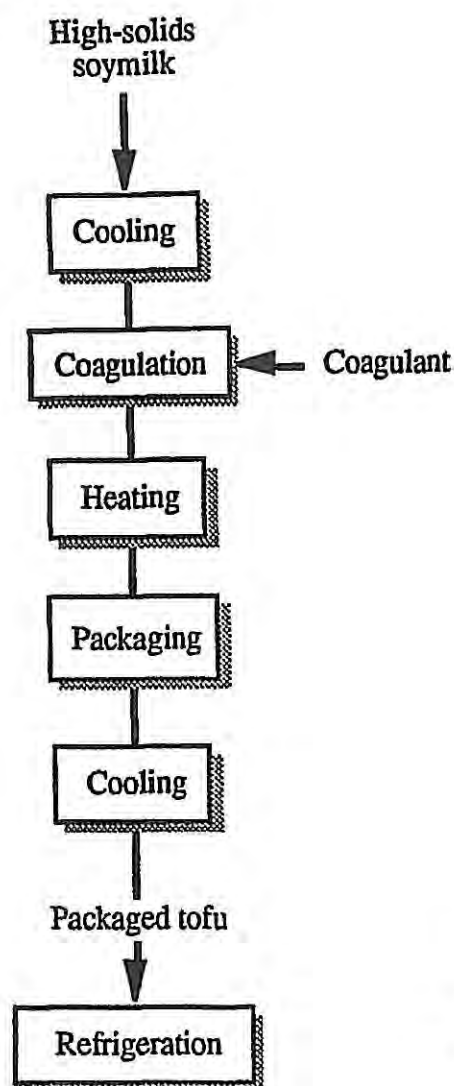 High-solids
soymilk
Cooling
Coagulation
Coagulant
Heating
Packaging
Cooling
Packaged tofu
Refrigeration